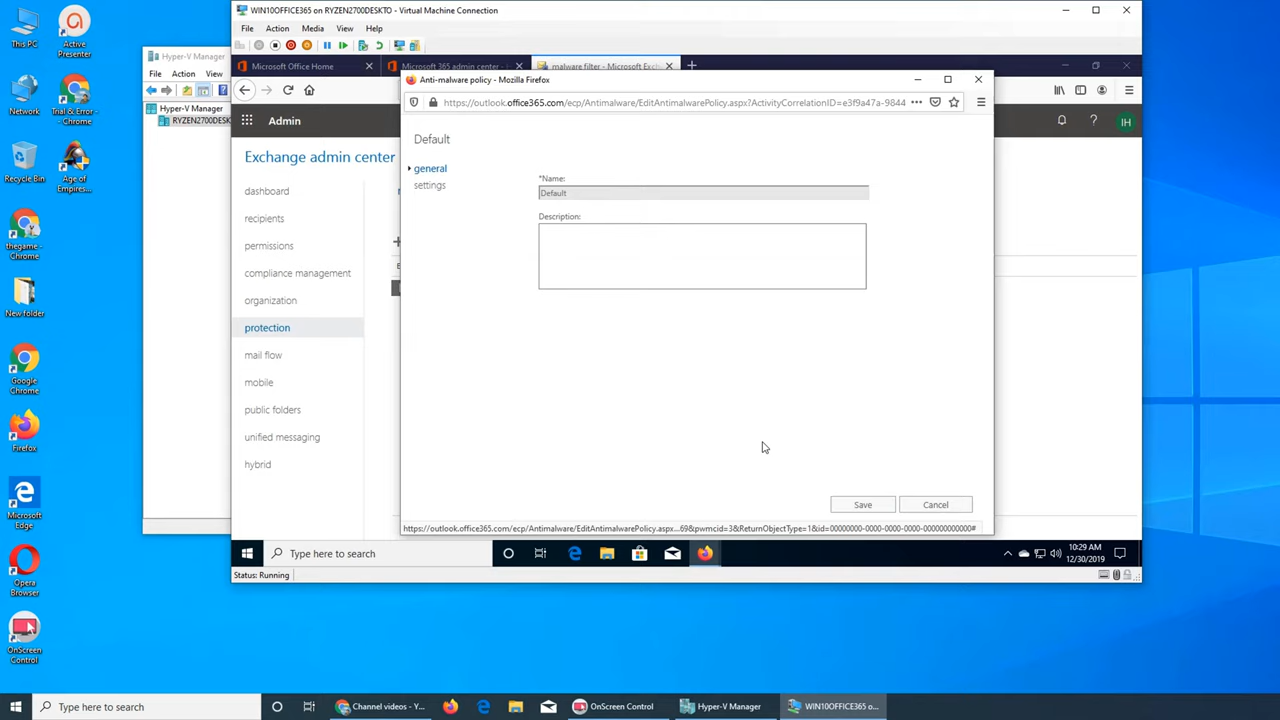 This PC
Active
Presenter
Network
Trial & Error -
Chrome
Recycle Bin
Age of
Empires...
thegame -
Chrome
New folder
Google
Chrome
Firefox
Microsoft
Edge
Opera
Browser
OnScreen
Control
Hyper-V Manager
File Action View
Hyper-V Manager
RYZEN2700DESK
WIN10OFFICE365 on RYZEN2700DESKTO - Virtual Machine Connection
File Action Media View Help
Microsoft Office Home
Microsoft 365 admin center -
malware filter - Microsoft Exch
Anti-malware policy - Mozilla Firefox
https://outlook.office365.com/ecp/Antimalware/EditAntimalwarePolicy.aspx?ActivityCorrelationID=e3f9a47a-9844
Admin
IH
Exchange admin center
dashboard
recipients
permissions
compliance management
organization
protection
mail flow
mobile
public folders
unified messaging
hybrid
Default
general
settings
*Name:
Default
Description:
Save Cancel
https://outlook.office365.com/ecp/Antimalware/EditAntimalwarePolicy.aspx...69&pwmcid=3&ReturnObjectType=1&id=00000000-0000-0000-0000-000000000000#
Type here to search
10:29 AM
12/30/2019
Status: Running
Type here to search
Channel videos - Y...
OnScreen Control
Hyper-V Manager
WIN10OFFICE365 o...